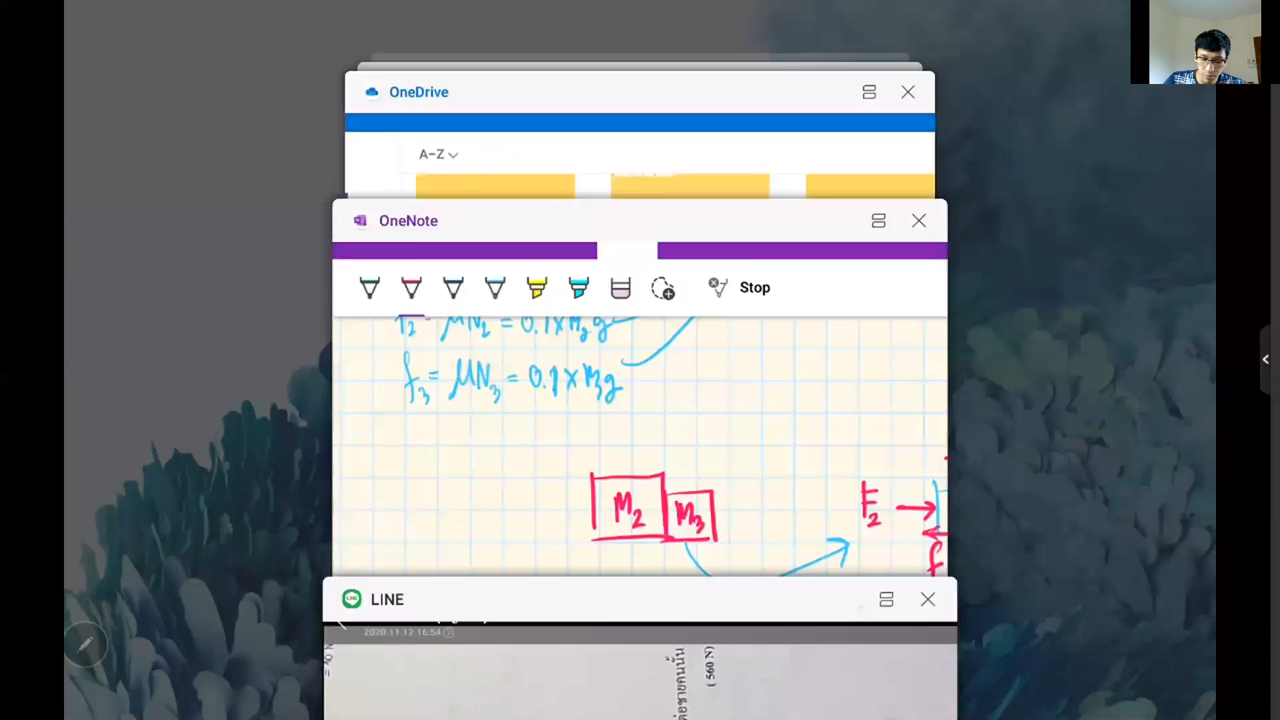 OneDrive
A-Z
OneNote
Stop
f₂ = μN₂ = 0.1×M₂g
f₃ = μN₃ = 0.1×M₃g
M₂ M₃
F₂
f
LINE
2020.11.12 16:54
= 40 N
(560 N)